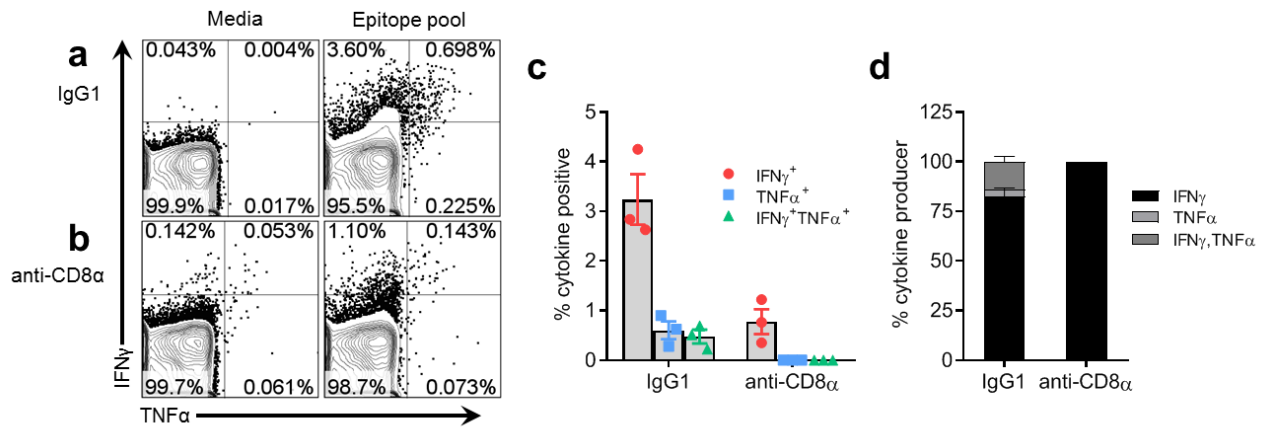 Media Epitope pool
a
IgG1
0.043% 0.004% 3.60% 0.698%
99.9% 0.017% 95.5% 0.225%
b
anti-CD8α
0.142% 0.053% 1.10% 0.143%
99.7% 0.061% 98.7% 0.073%
IFNγ
TNFα
c
% cytokine positive
5
4
3
2
1
0
IgG1 anti-CD8α
IFNγ+
TNFα+
IFNγ+TNFα+
d
% cytokine producer
125
100
75
50
25
0
IgG1 anti-CD8α
IFNγ
TNFα
IFNγ,TNFα